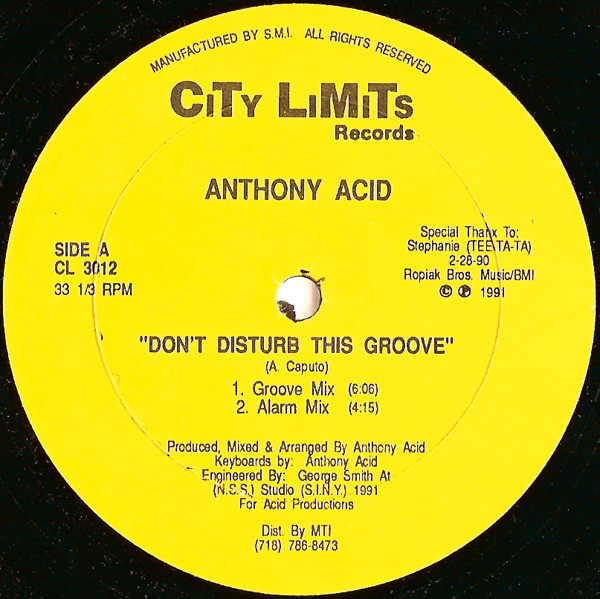 MANUFACTURED BY S.M.I. ALL RIGHTS RESERVED
CiTy LiMiTs
Records
ANTHONY ACID
SIDE A
CL 3012
33 1/3 RPM
Special Thanx To:
Stephanie (TEE-TA-TA)
2-28-90
Ropiak Bros. Music/BMI
© ℗ 1991
"DON'T DISTURB THIS GROOVE"
(A. Caputo)
1. Groove Mix (6:06)
2. Alarm Mix (4:15)
Produced, Mixed & Arranged By Anthony Acid
Keyboards by: Anthony Acid
Engineered By: George Smith At
(N.S.S.) Studio (S.I.N.Y.) 1991
For Acid Productions
Dist. By MTI
(718) 786-8473